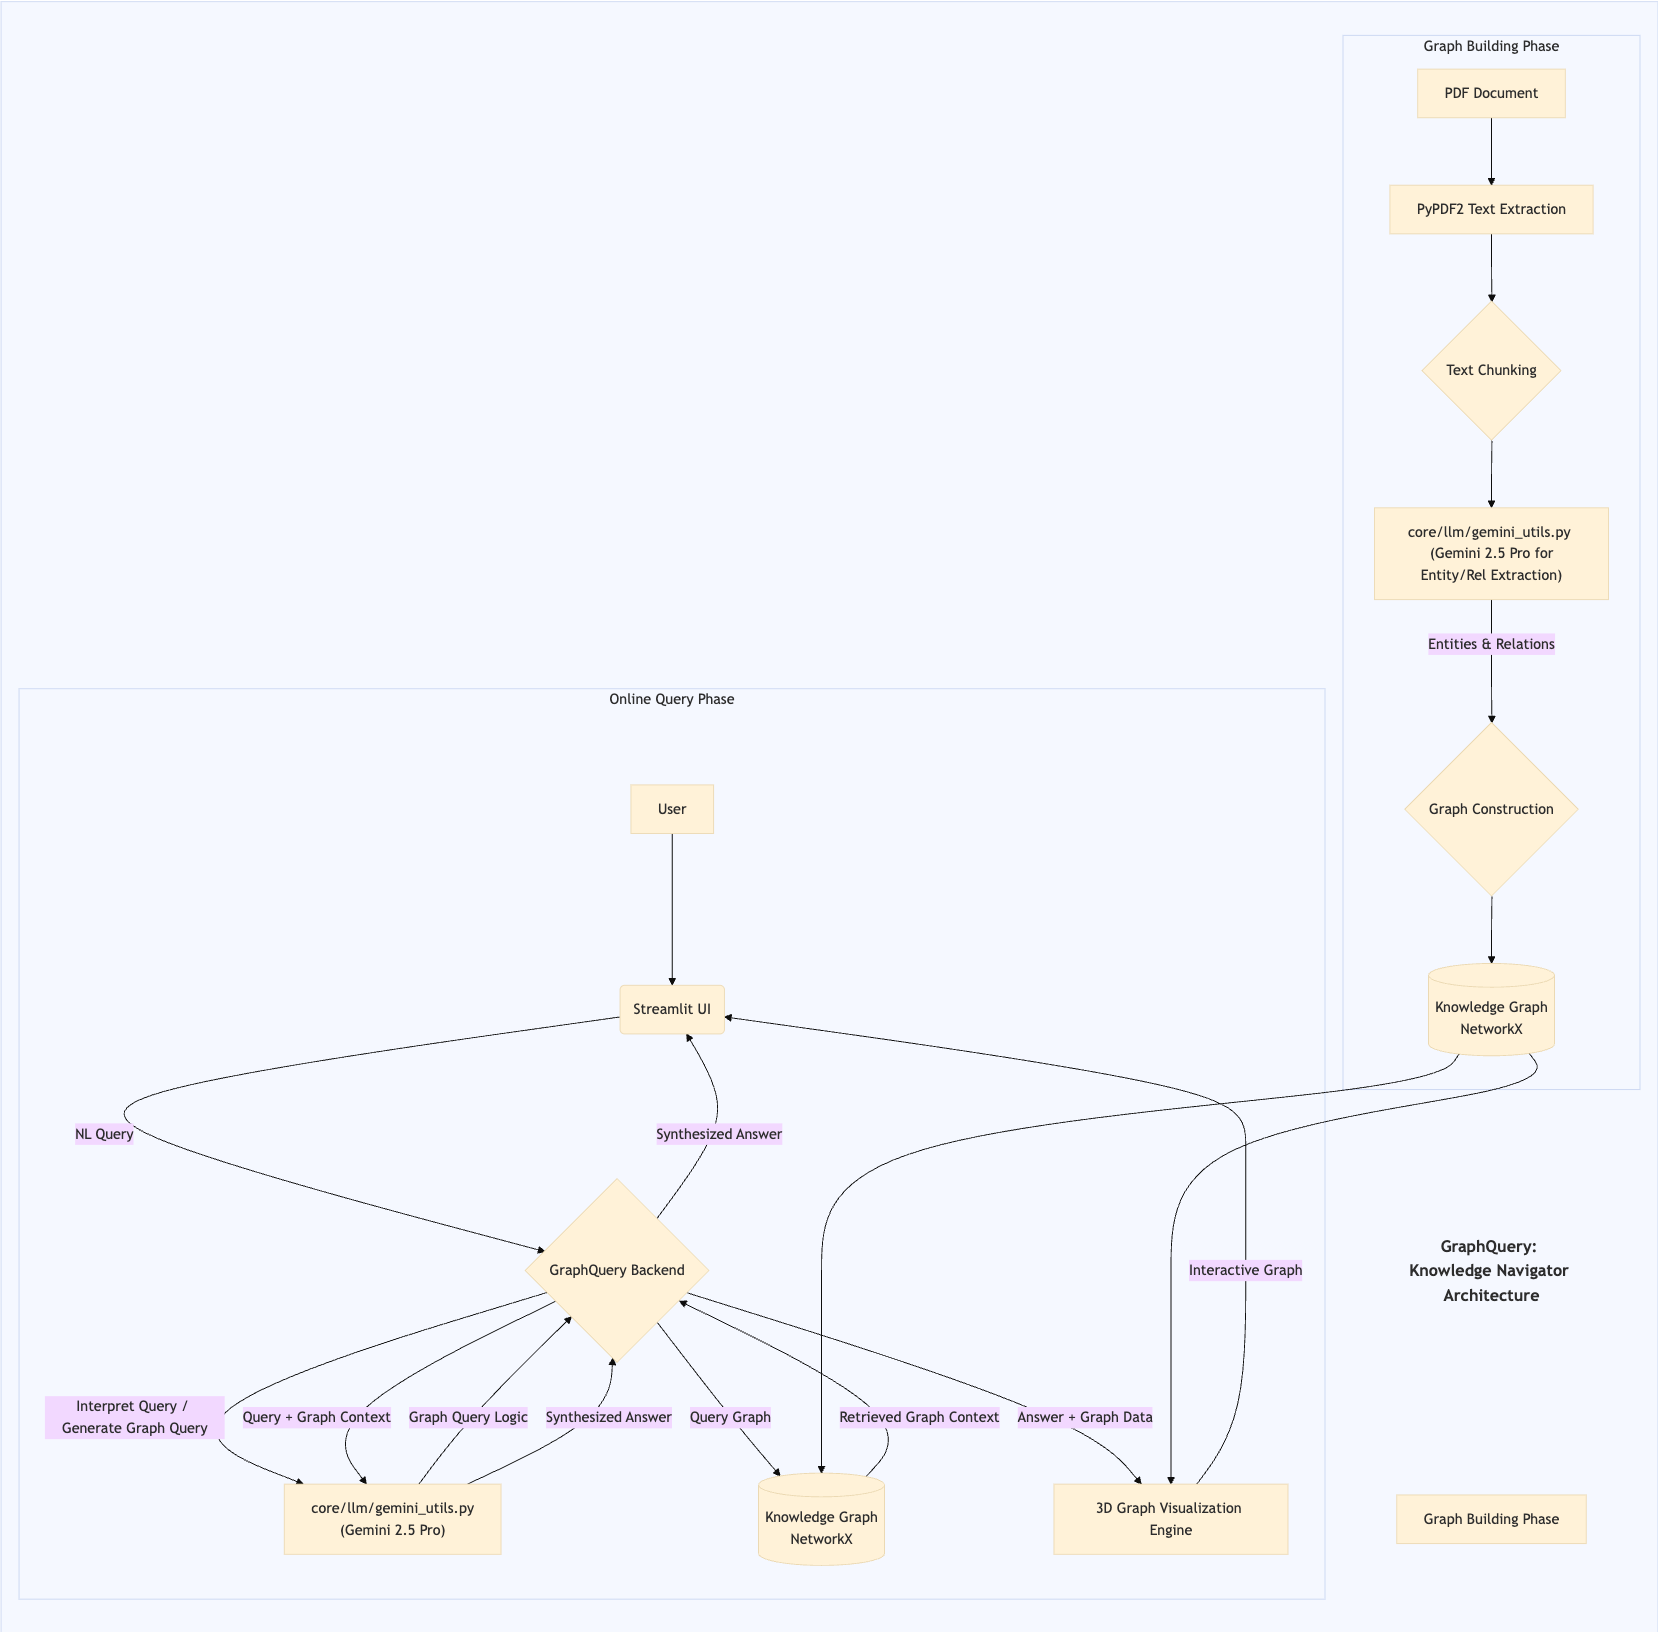 Graph Building Phase
PDF Document
PyPDF2 Text Extraction
Text Chunking
core/llm/gemini_utils.py
(Gemini 2.5 Pro for
Entity/Rel Extraction)
Entities & Relations
Graph Construction
Knowledge Graph
NetworkX
Online Query Phase
User
Streamlit UI
NL Query
Synthesized Answer
GraphQuery Backend
Interactive Graph
Interpret Query /
Generate Graph Query
Query + Graph Context
Graph Query Logic
Synthesized Answer
Query Graph
Retrieved Graph Context
Answer + Graph Data
core/llm/gemini_utils.py
(Gemini 2.5 Pro)
Knowledge Graph
NetworkX
3D Graph Visualization
Engine
GraphQuery:
Knowledge Navigator
Architecture
Graph Building Phase